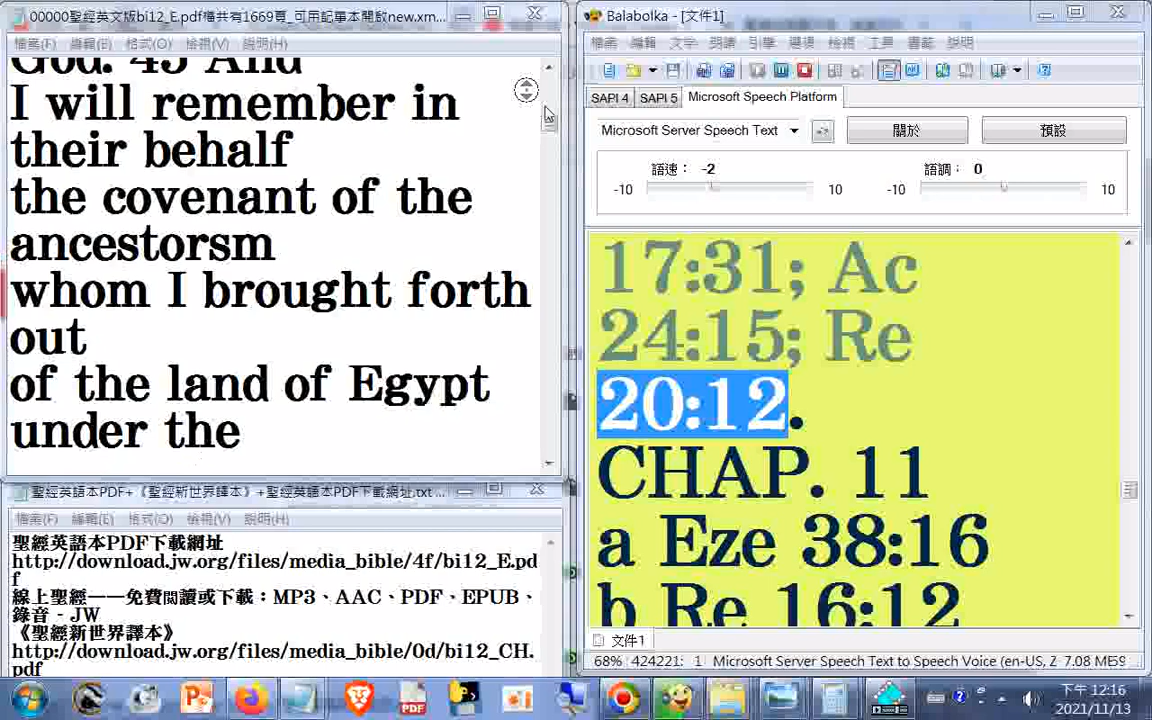 00000聖經英文版bi12_E.pdf檔共有1669頁_可用記事本開啟new.xm...
檔案(F) 編輯(E) 格式(O) 檢視(V) 說明(H)
God. 45 And
I will remember in
their behalf
the covenant of the
ancestorsm
whom I brought forth
out
of the land of Egypt
under the
聖經英語本PDF+《聖經新世界譯本》+聖經英語本PDF下載網址.txt ...
檔案(F) 編輯(E) 格式(O) 檢視(V) 說明(H)
聖經英語本PDF下載網址
http://download.jw.org/files/media_bible/4f/bi12_E.pd
f
線上聖經——免費閱讀或下載：MP3、AAC、PDF、EPUB、
錄音 - JW
《聖經新世界譯本》
http://download.jw.org/files/media_bible/0d/bi12_CH.
pdf
Balabolka - [文件1]
檔案 編輯 文字 朗讀 引擎 選項 檢視 工具 書籤 說明
SAPI 4 SAPI 5 Microsoft Speech Platform
Microsoft Server Speech Text 關於 預設
語速： -2 語調： 0
-10 10 -10 10
17:31; Ac
24:15; Re
20:12.
CHAP. 11
a Eze 38:16
b Re 16:12
文件1
68% 424221: 1 Microsoft Server Speech Text to Speech Voice (en-US, Z 7.08 ME59
PDF
下午 12:16
2021/11/13